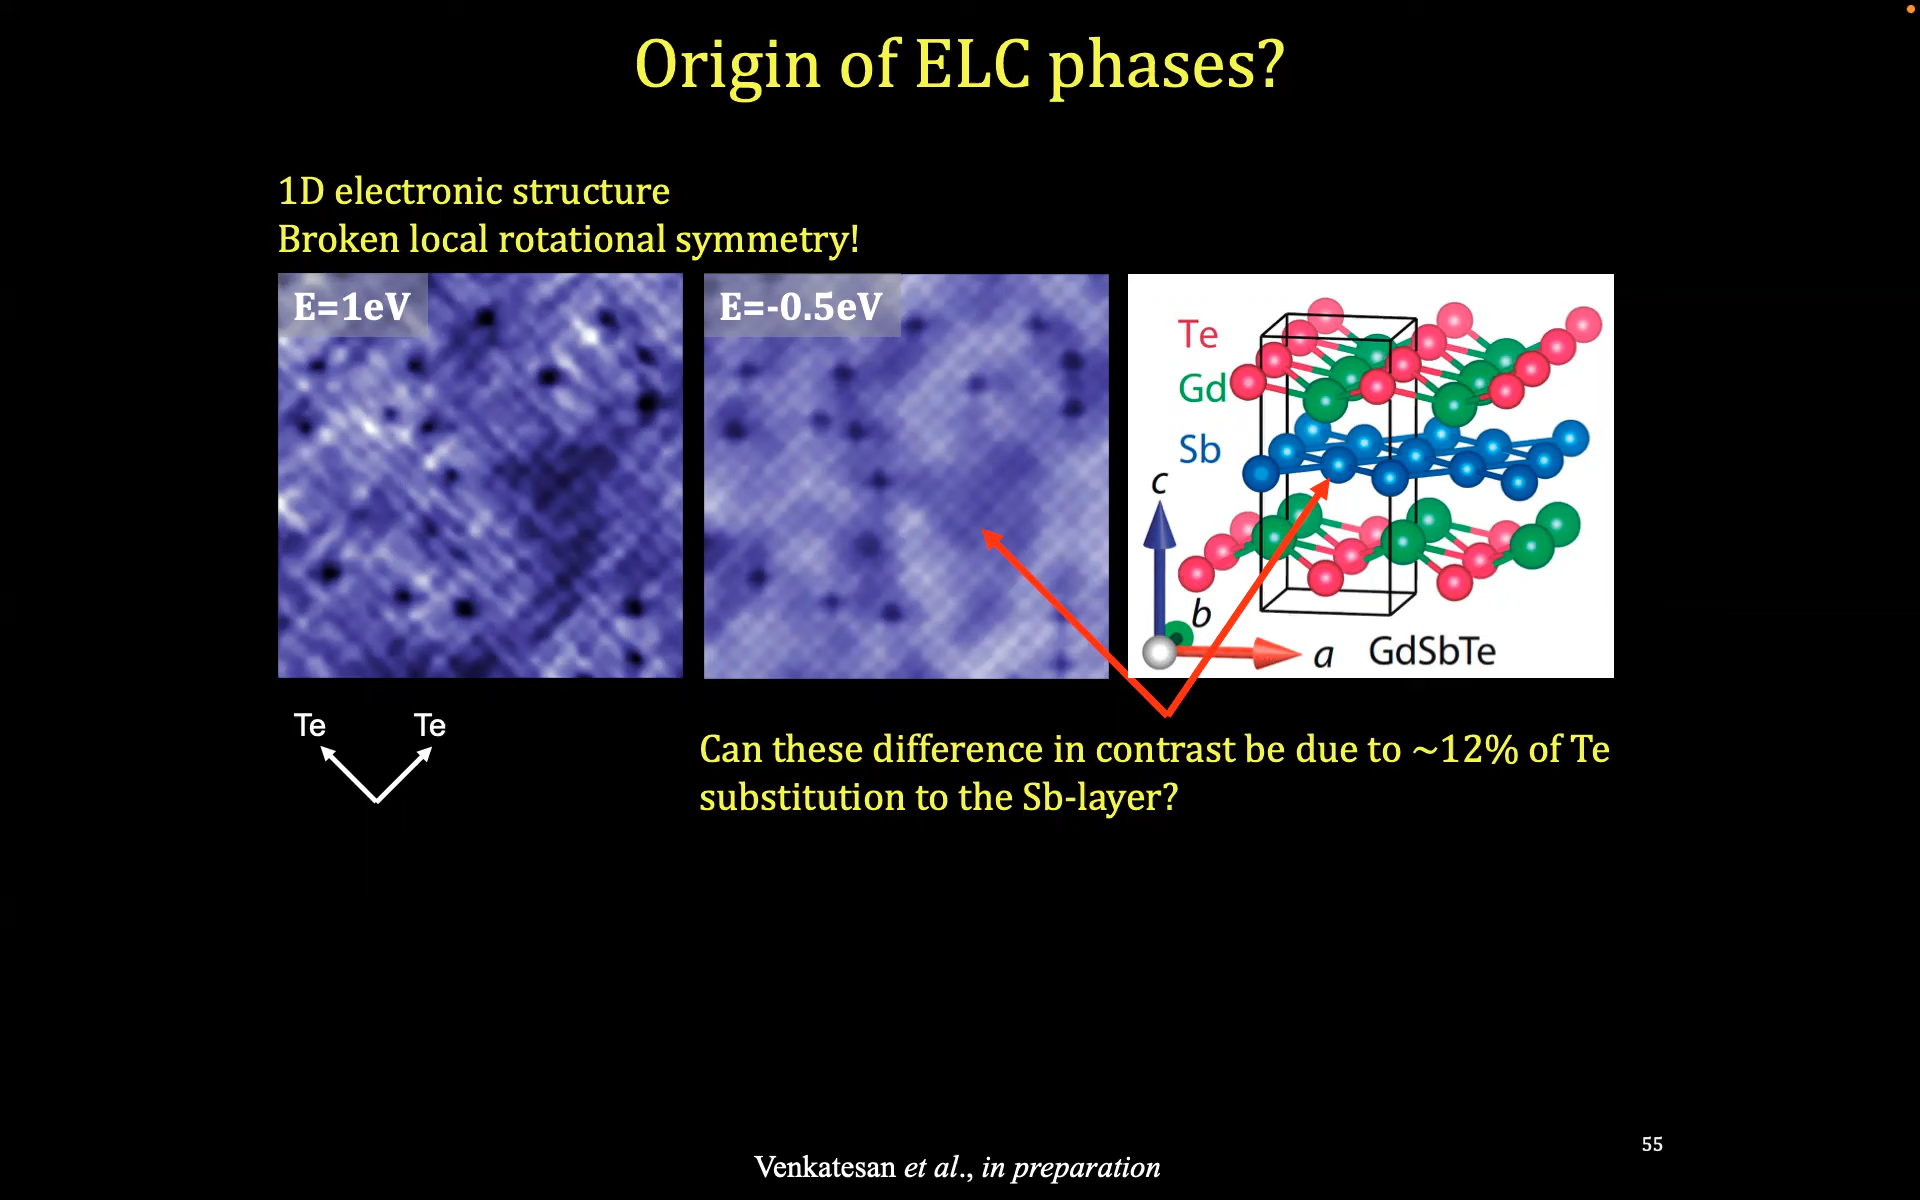 Origin of ELC phases?
1D electronic structure
Broken local rotational symmetry!
E=1eV
E=-0.5eV
Te
Gd
Sb
c
b
a
GdSbTe
Te
Te
Can these difference in contrast be due to ~12% of Te
substitution to the Sb-layer?
55
Venkatesan et al., in preparation